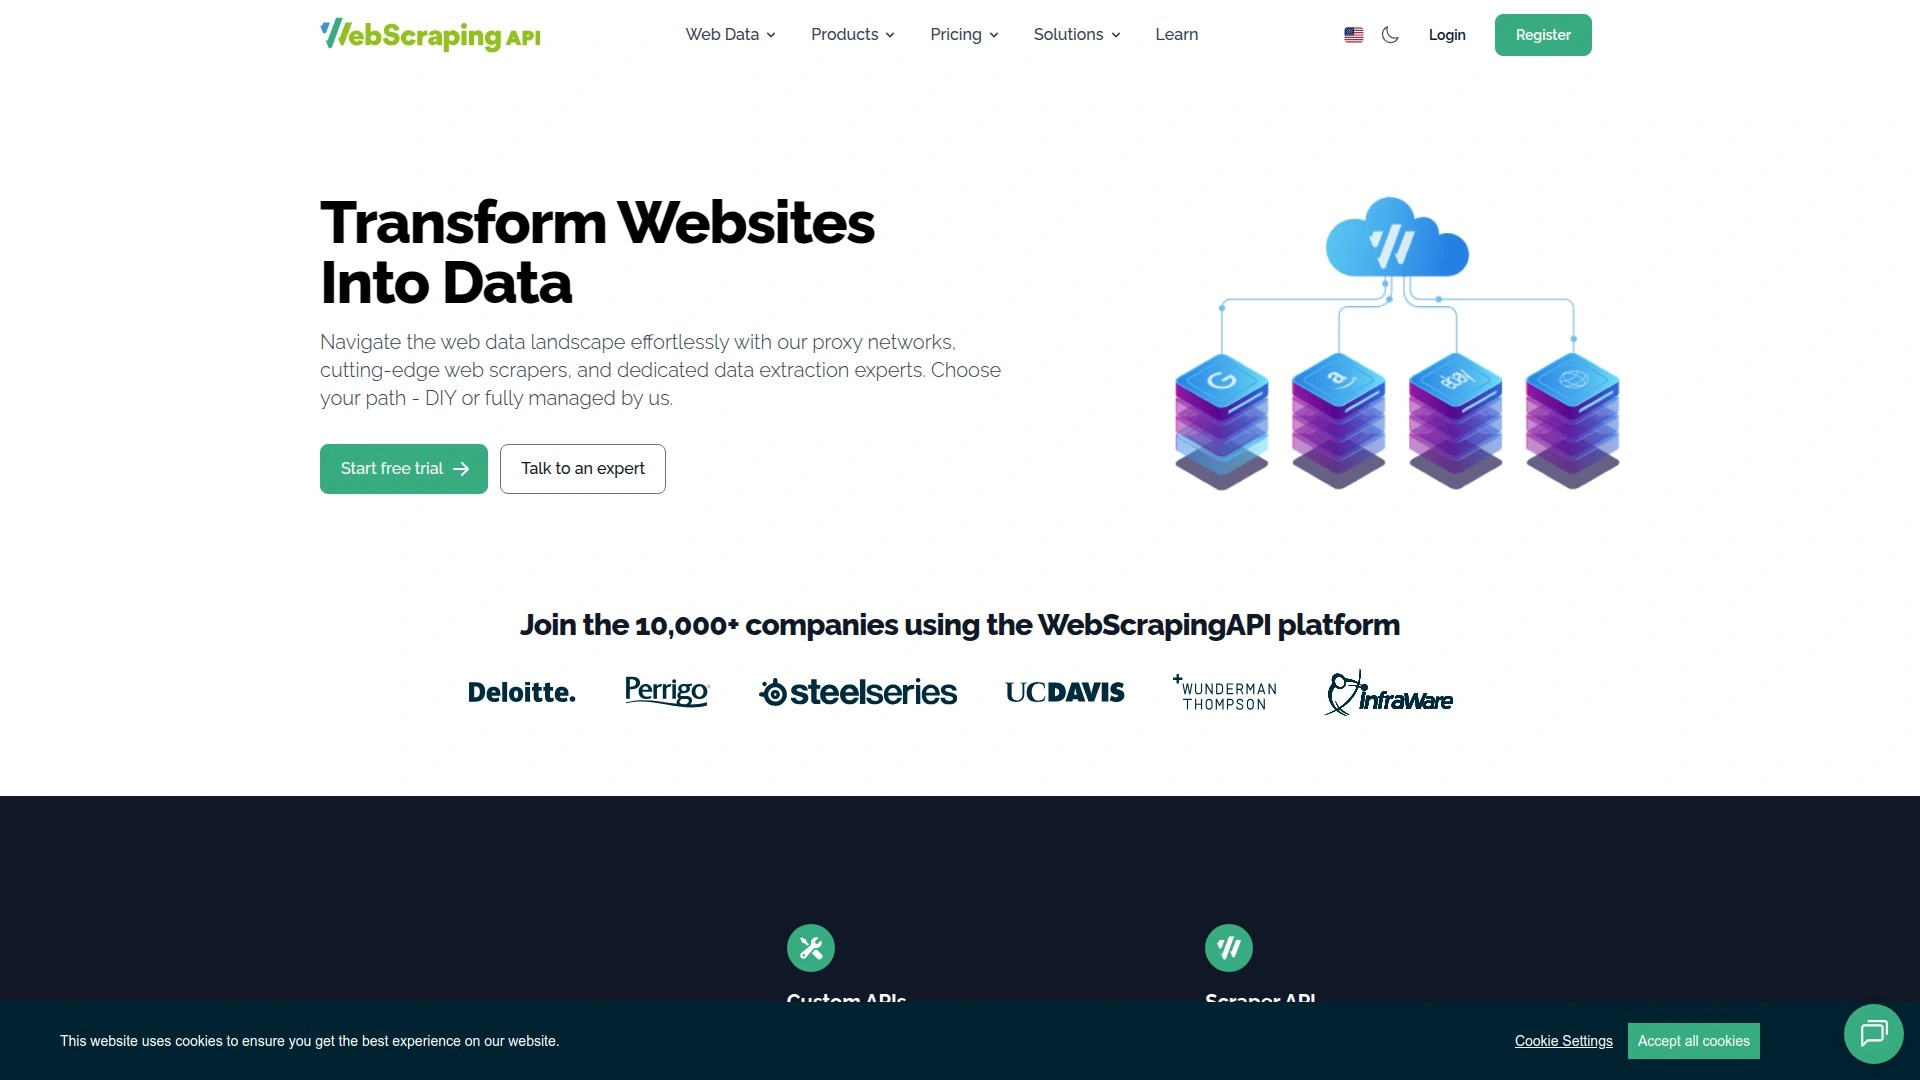 WebScraping API
Web Data
Products
Pricing
Solutions
Learn
Login
Register
Transform Websites
Into Data
Navigate the web data landscape effortlessly with our proxy networks,
cutting-edge web scrapers, and dedicated data extraction experts. Choose
your path - DIY or fully managed by us.
Start free trial
Talk to an expert
G
a
ebay
Join the 10,000+ companies using the WebScrapingAPI platform
Deloitte.
Perrigo
steelseries
UCDAVIS
WUNDERMAN
THOMPSON
infraWare
Custom APIs
Scraper API
This website uses cookies to ensure you get the best experience on our website.
Cookie Settings
Accept all cookies